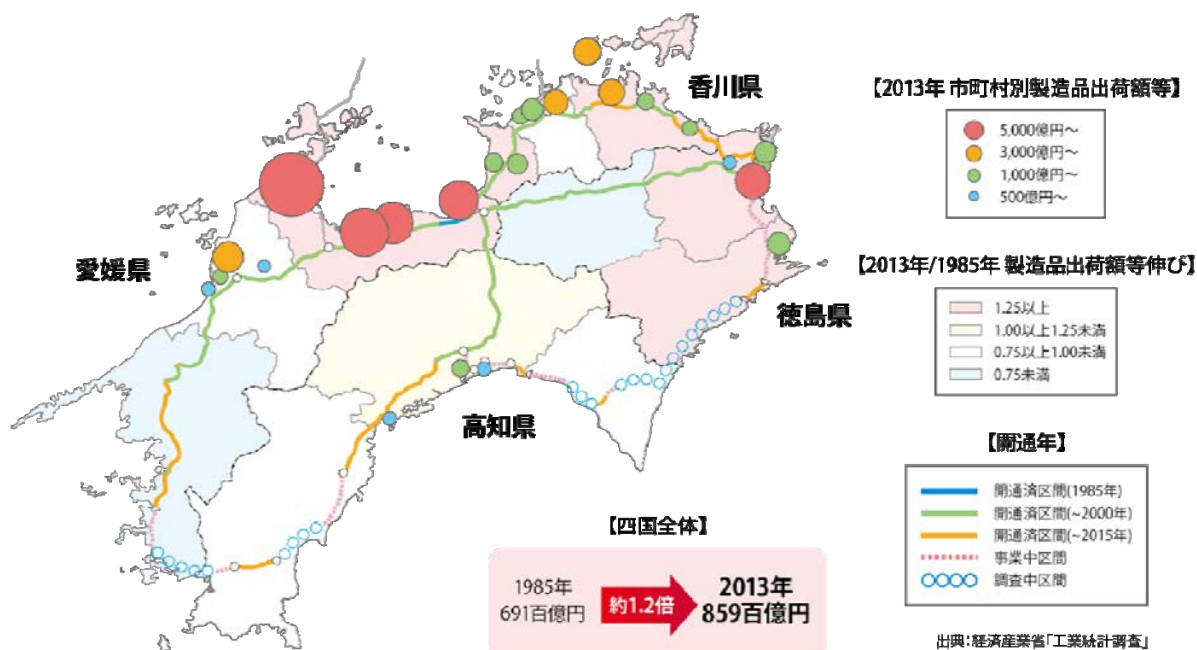 香川県
愛媛県
徳島県
高知県
【2013年 市町村別製造品出荷額等】
5,000億円～
3,000億円～
1,000億円～
500億円～
【2013年/1985年 製造品出荷額等伸び】
1.25以上
1.00以上1.25未満
0.75以上1.00未満
0.75未満
【開通年】
開通済区間(1985年)
開通済区間(~2000年)
開通済区間(~2015年)
事業中区間
調査中区間
【四国全体】
1985年
691百億円
約1.2倍
2013年
859百億円
出典：経済産業省「工業統計調査」